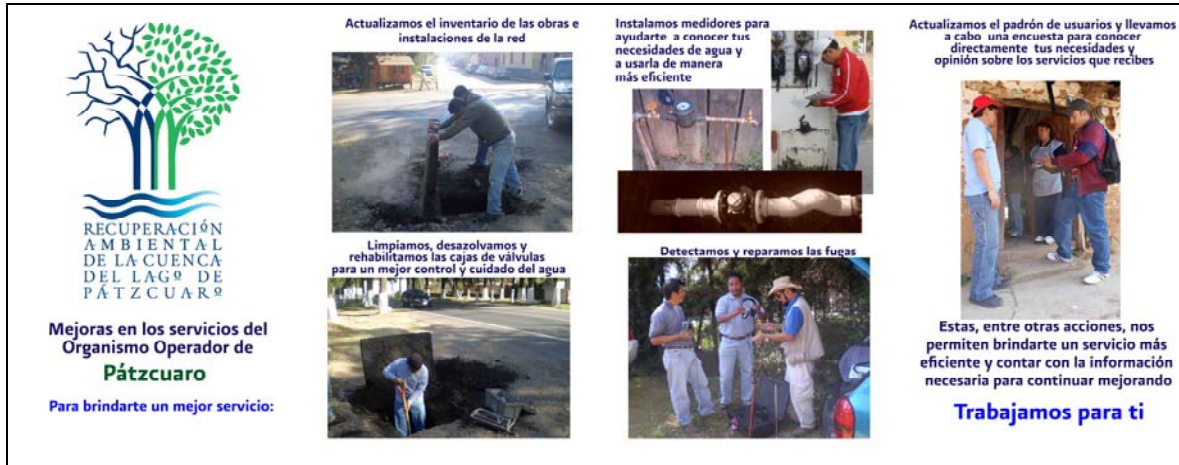 RECUPERACIÓN
AMBIENTAL
DE LA CUENCA
DEL LAGO DE
PÁTZCUARO
Mejoras en los servicios del
Organismo Operador de
Pátzcuaro
Para brindarte un mejor servicio:
Actualizamos el inventario de las obras e
instalaciones de la red
Limpiamos, desazolvamos y
rehabilitamos las cajas de válvulas
para un mejor control y cuidado del agua
Instalamos medidores para
ayudarte a conocer tus
necesidades de agua y
a usarla de manera
más eficiente
Detectamos y reparamos las fugas
Actualizamos el padrón de usuarios y llevamos
a cabo una encuesta para conocer
directamente tus necesidades y
opinión sobre los servicios que recibes
Estas, entre otras acciones, nos
permiten brindarte un servicio más
eficiente y contar con la información
necesaria para continuar mejorando
Trabajamos para ti